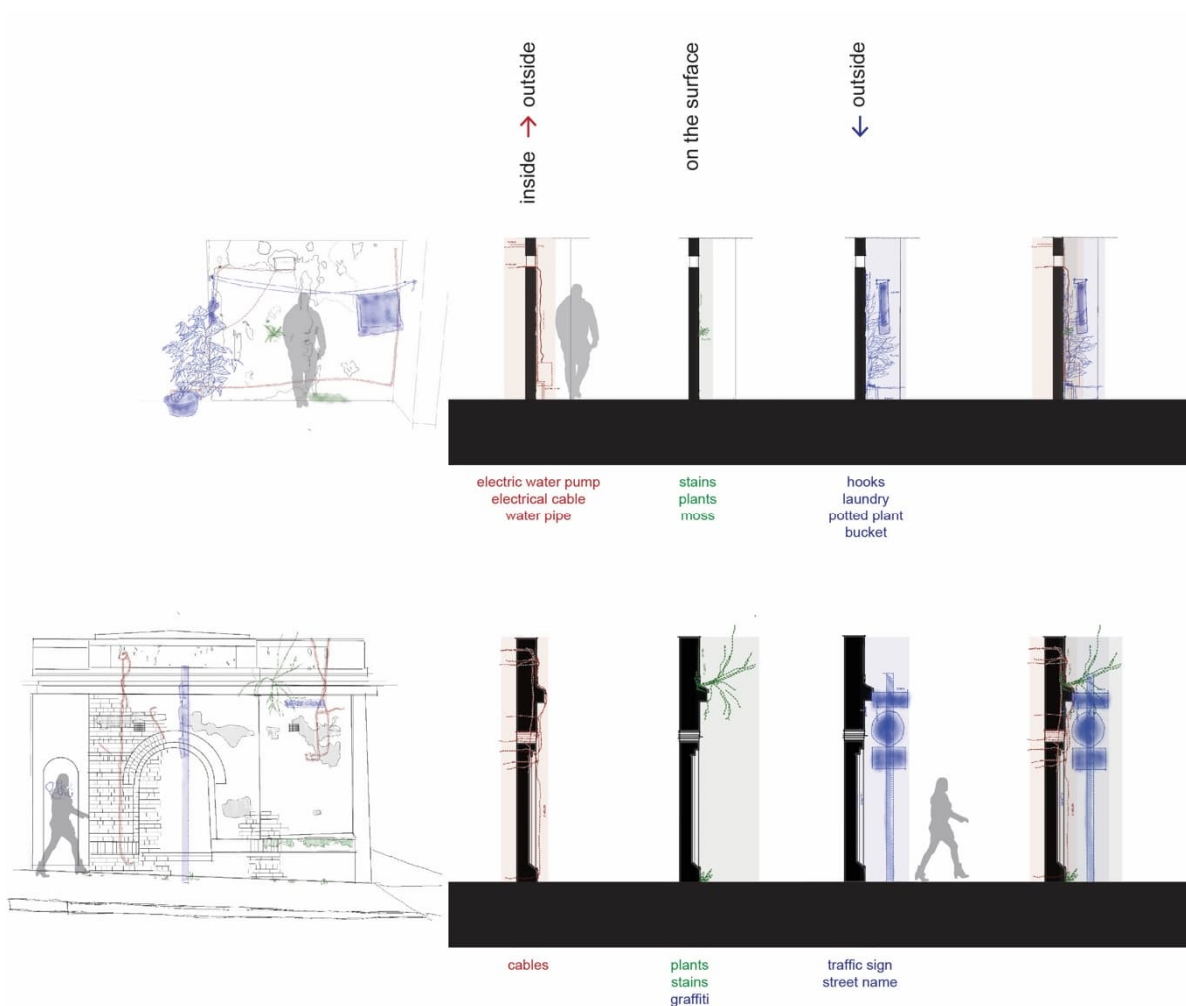 inside → outside
on the surface
← outside
electric water pump
electrical cable
water pipe
stains
plants
moss
hooks
laundry
potted plant
bucket
cables
plants
stains
graffiti
traffic sign
street name